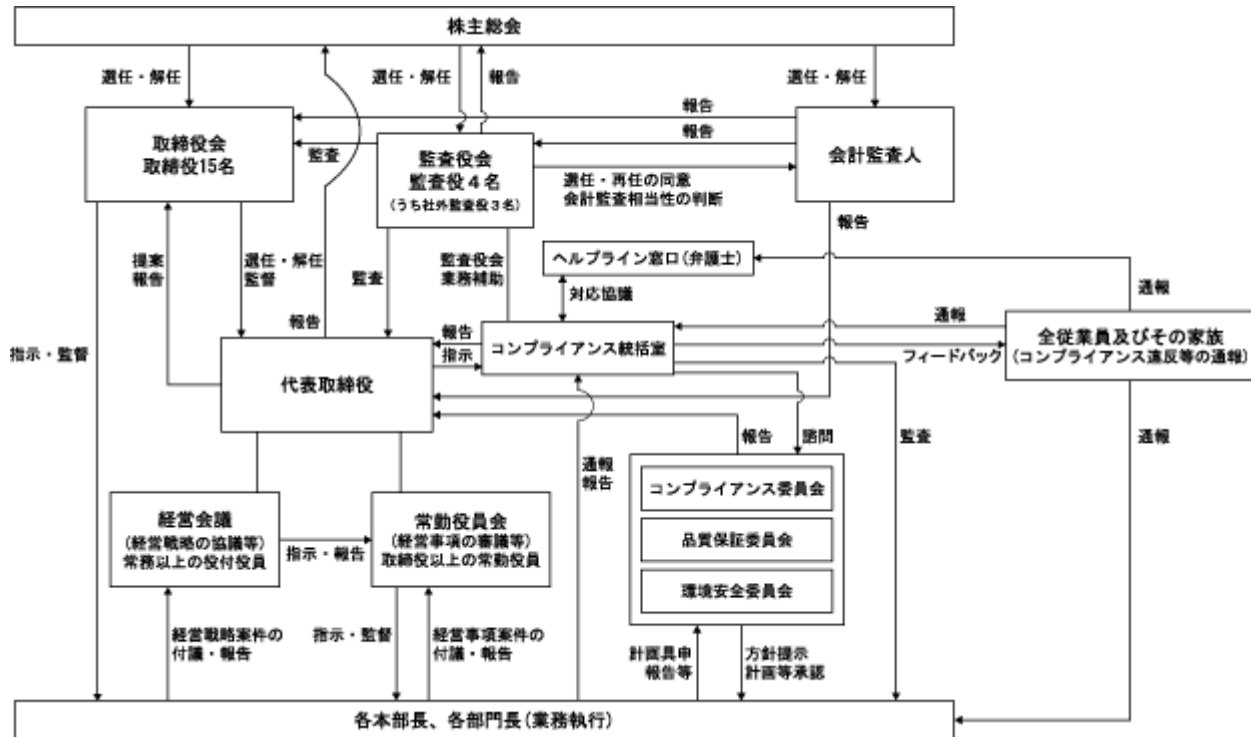 株主総会
選任・解任
選任・解任
報告
選任・解任
取締役会
取締役15名
監査
監査役会
監査役４名
（うち社外監査役３名）
報告
報告
会計監査人
選任・再任の同意
会計監査相当性の判断
報告
提案
報告
選任・解任
監督
報告
監査
監査役会
業務補助
ヘルプライン窓口（弁護士）
対応協議
通報
指示・監督
代表取締役
報告
指示
コンプライアンス統括室
通報
フィードバック
全従業員及びその家族
（コンプライアンス違反等の通報）
報告
諮問
監査
通報
通報
報告
経営会議
（経営戦略の協議等）
常務以上の役付役員
指示・報告
常勤役員会
（経営事項の審議等）
取締役以上の常勤役員
コンプライアンス委員会
品質保証委員会
環境安全委員会
経営戦略案件の
付議・報告
指示・監督
経営事項案件の
付議・報告
計画具申
報告等
方針提示
計画等承認
各本部長、各部門長（業務執行）